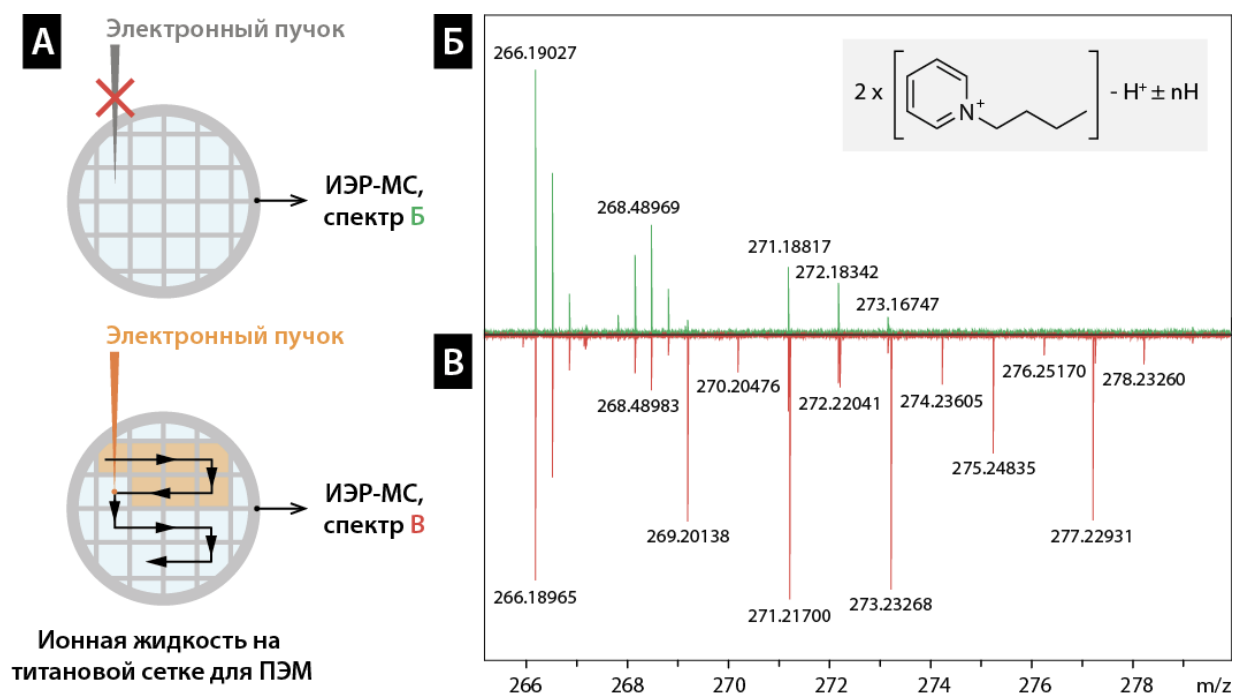 А
Электронный пучок
ИЭР-МС,
спектр Б
Электронный пучок
ИЭР-МС,
спектр В
Ионная жидкость на
титановой сетке для ПЭМ
Б
266.19027
268.48969
271.18817
272.18342
273.16747
2 x
N+
- H+ ± nH
В
270.20476
268.48983
272.22041
274.23605
276.25170
278.23260
275.24835
269.20138
277.22931
266.18965
271.21700
273.23268
266 268 270 272 274 276 278 m/z